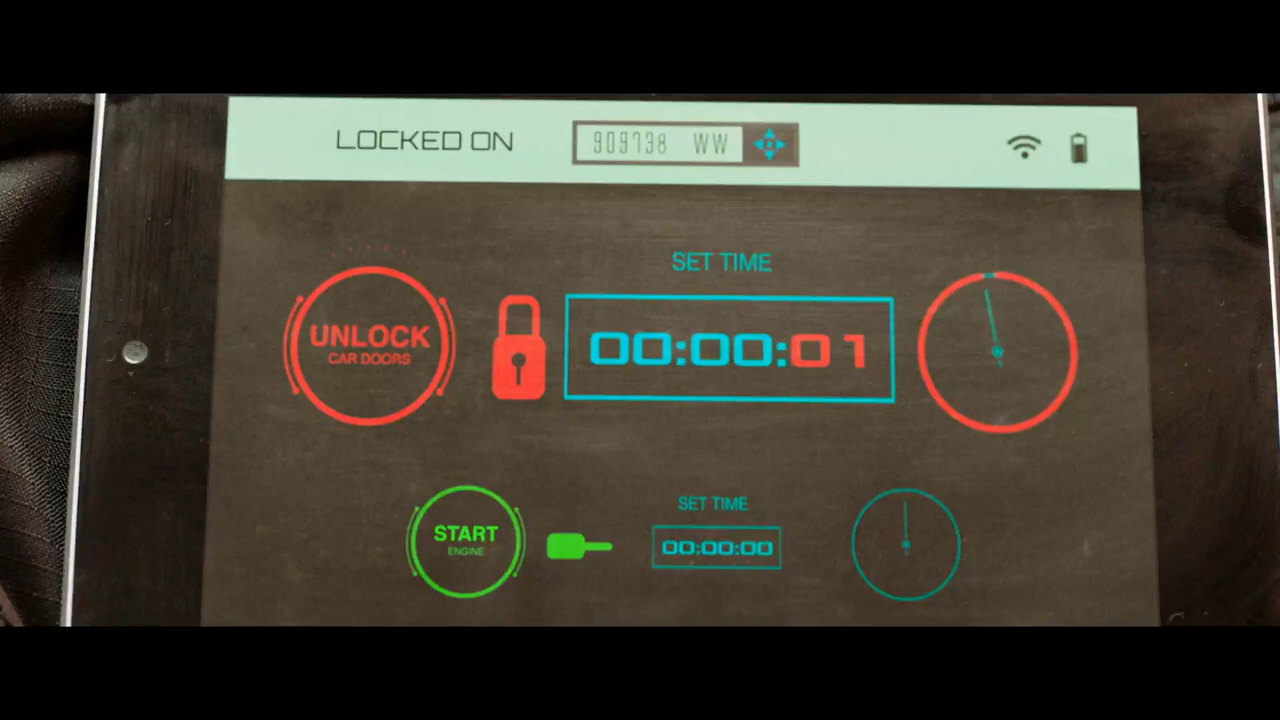 LOCKED ON
909738 WW
SET TIME
UNLOCK
CAR DOORS
00:00:01
SET TIME
START
ENGINE
00:00:00